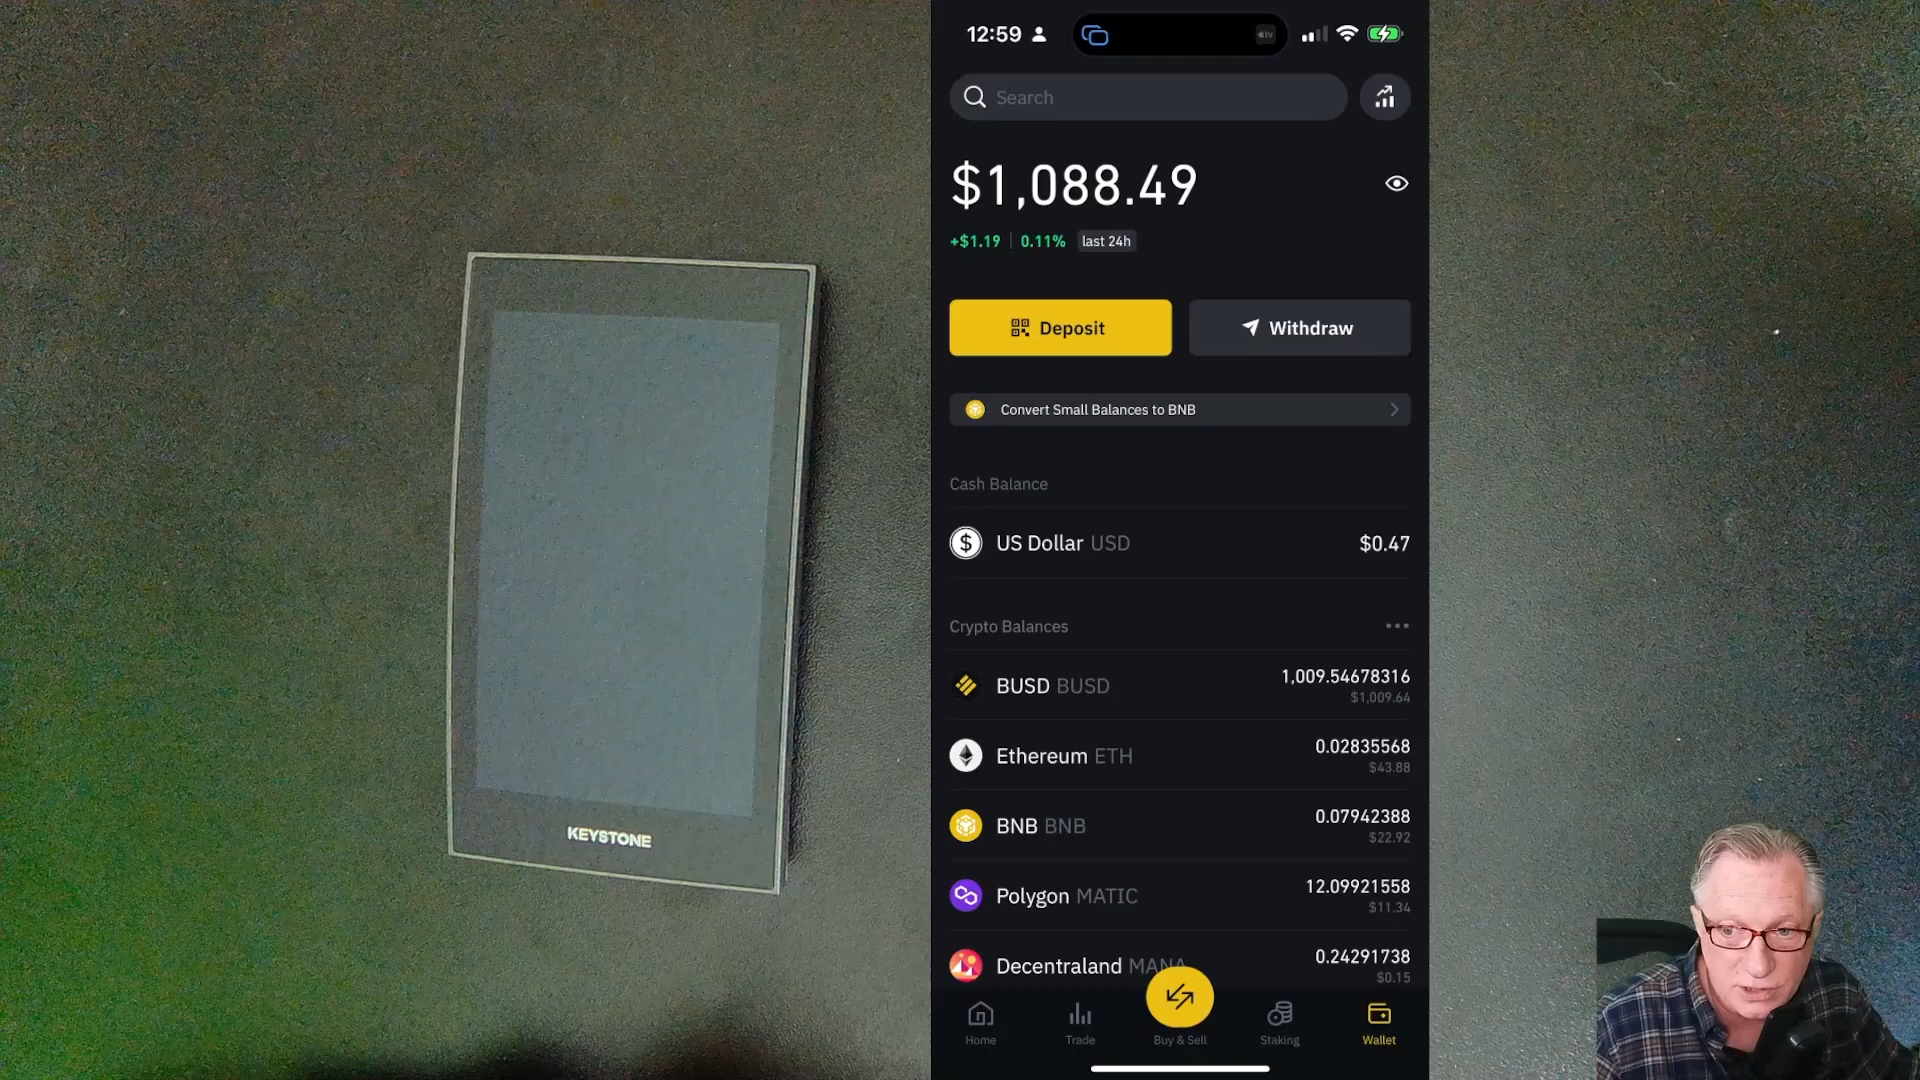 KEYSTONE
12:59
tv
Search
$1,088.49
+$1.19 | 0.11% last 24h
Deposit
Withdraw
Convert Small Balances to BNB
Cash Balance
US Dollar USD $0.47
Crypto Balances
BUSD BUSD 1,009.54678316
$1,009.64
Ethereum ETH 0.02835568
$43.88
BNB BNB 0.07942388
$22.92
Polygon MATIC 12.09921558
$11.34
Decentraland MANA 0.24291738
$0.15
Home Trade Buy & Sell Staking Wallet